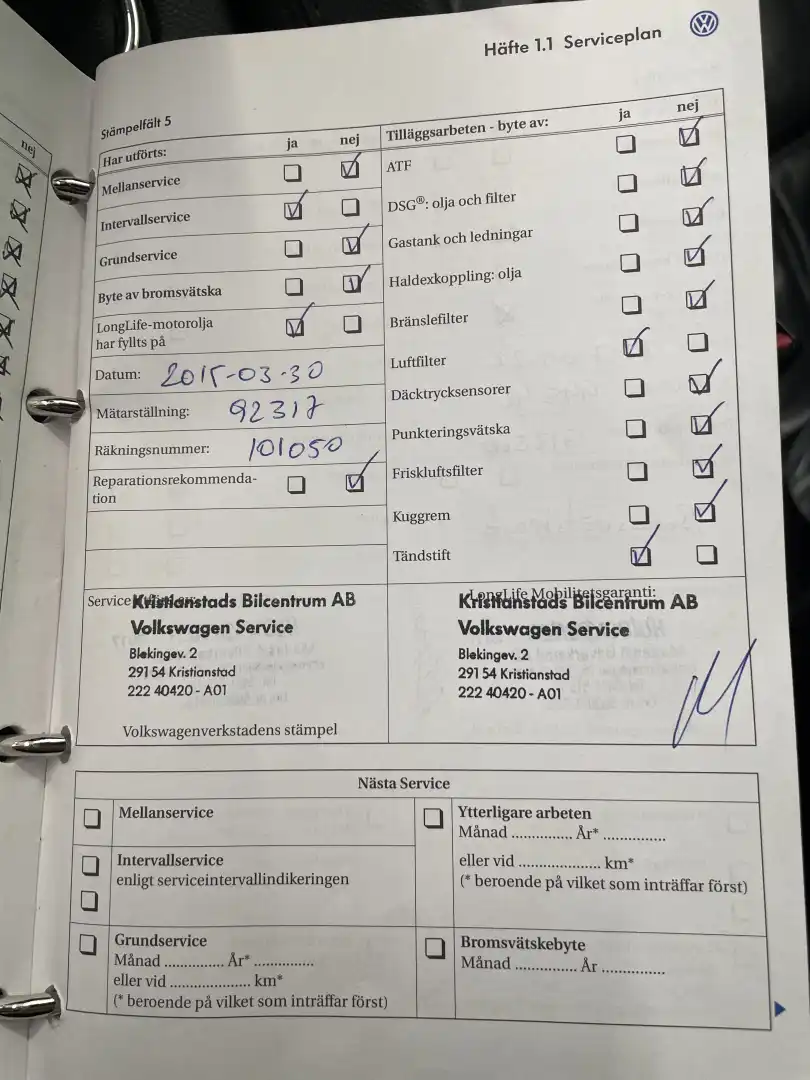 Häfte 1.1 Serviceplan
nej
Stämpelfält 5
Har utförts: ja nej
Mellanservice
Intervallservice
Grundservice
Byte av bromsvätska
LongLife-motorolja
har fyllts på
Datum: 2015-03-30
Mätarställning: 92317
Räkningsnummer: 101050
Reparationsrekommenda-
tion
Tilläggsarbeten - byte av: ja nej
ATF
DSG®: olja och filter
Gastank och ledningar
Haldexkoppling: olja
Bränslefilter
Luftfilter
Däcktrycksensorer
Punkteringsvätska
Friskluftsfilter
Kuggrem
Tändstift
Service
Kristianstads Bilcentrum AB
Volkswagen Service
Blekingev. 2
291 54 Kristianstad
222 40420 - A01
Volkswagenverkstadens stämpel
LongLife Mobilitetsgaranti:
Kristianstads Bilcentrum AB
Volkswagen Service
Blekingev. 2
291 54 Kristianstad
222 40420 - A01
Nästa Service
Mellanservice
Intervallservice
enligt serviceintervallindikeringen
Grundservice
Månad .............. År* ..............
eller vid .................... km*
(* beroende på vilket som inträffar först)
Ytterligare arbeten
Månad .............. År* ..............
eller vid .................... km*
(* beroende på vilket som inträffar först)
Bromsvätskebyte
Månad .............. År ..............